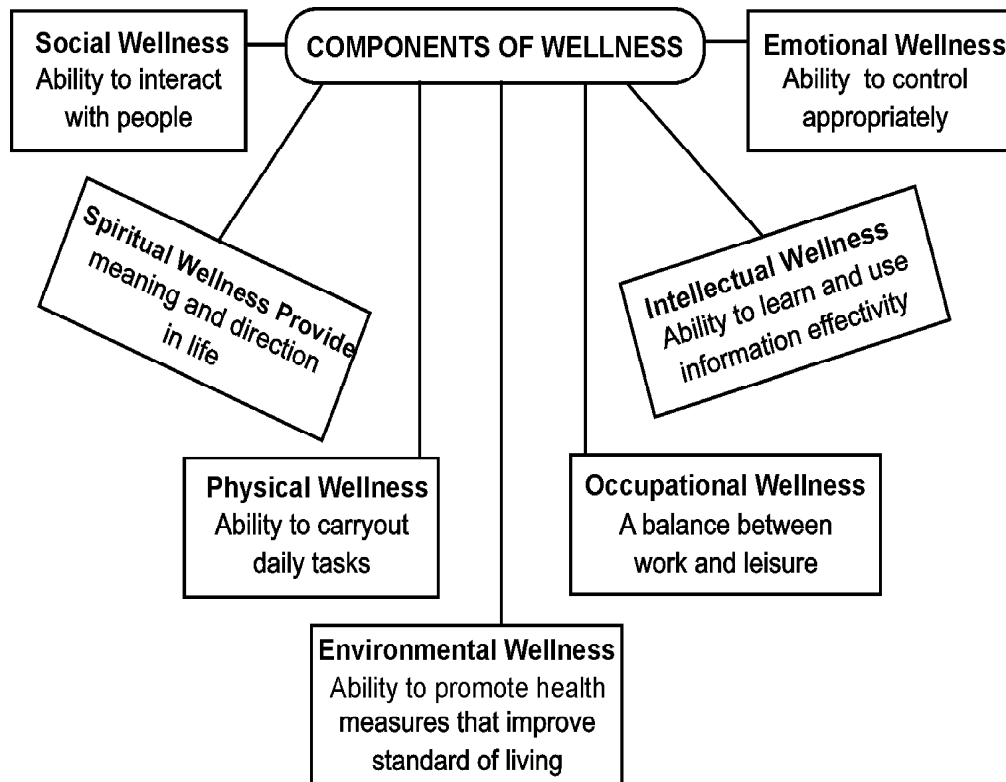 COMPONENTS OF WELLNESS
Social Wellness
Ability to interact
with people
Emotional Wellness
Ability to control
appropriately
Spiritual Wellness Provide
meaning and direction
in life
Intellectual Wellness
Ability to learn and use
information effectivity
Physical Wellness
Ability to carryout
daily tasks
Occupational Wellness
A balance between
work and leisure
Environmental Wellness
Ability to promote health
measures that improve
standard of living